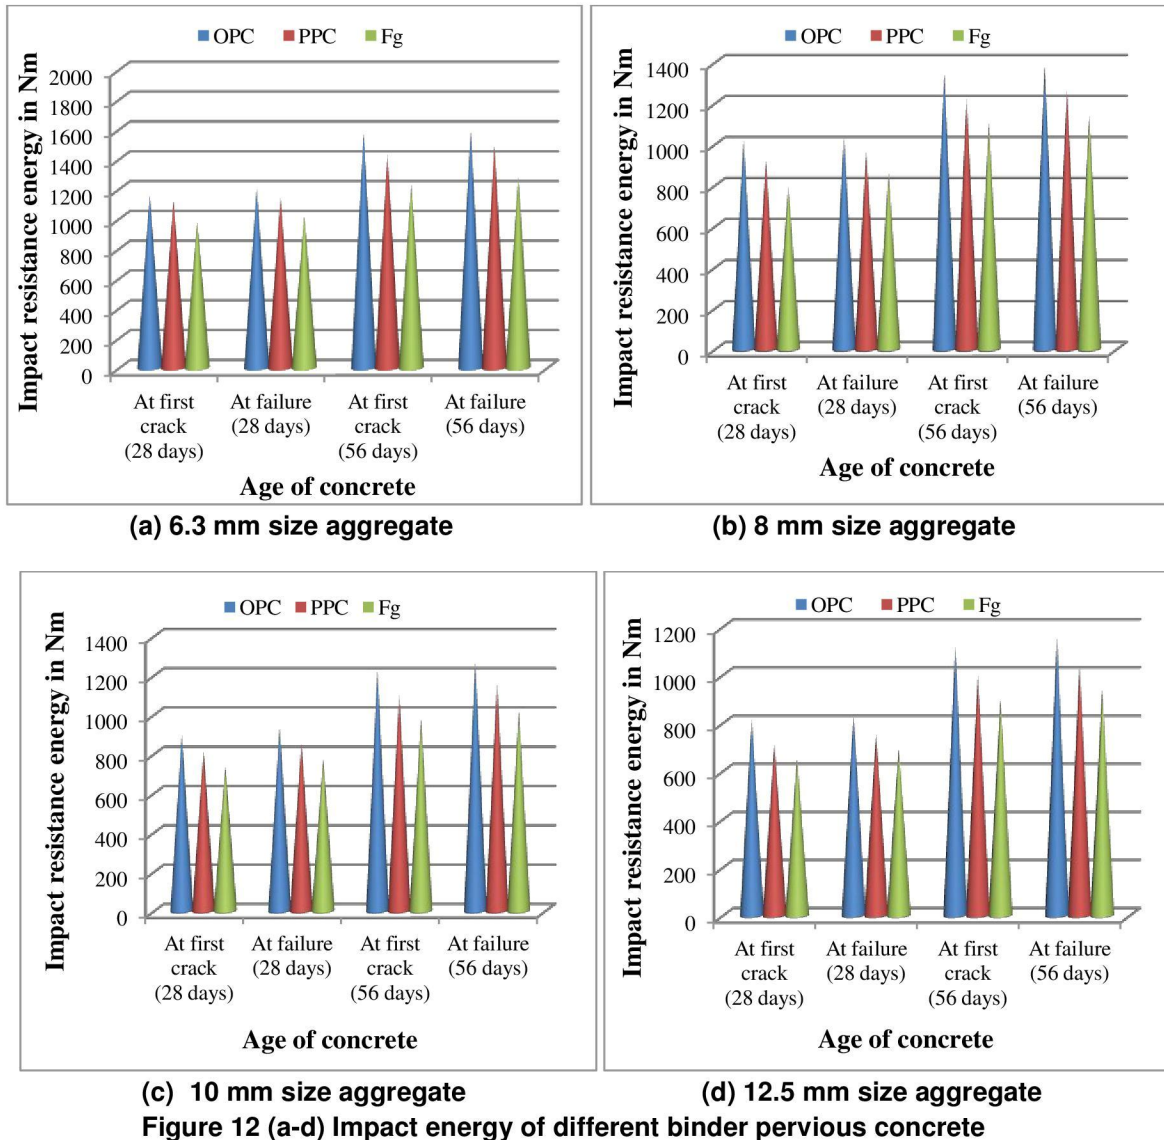 OPC PPC Fg
Impact resistance energy in Nm
2000
1800
1600
1400
1200
1000
800
600
400
200
0
At first crack (28 days)
At failure (28 days)
At first crack (56 days)
At failure (56 days)
Age of concrete
(a) 6.3 mm size aggregate
OPC PPC Fg
Impact resistance energy in Nm
1400
1200
1000
800
600
400
200
0
At first crack (28 days)
At failure (28 days)
At first crack (56 days)
At failure (56 days)
Age of concrete
(b) 8 mm size aggregate
OPC PPC Fg
Impact resistance energy in Nm
1400
1200
1000
800
600
400
200
0
At first crack (28 days)
At failure (28 days)
At first crack (56 days)
At failure (56 days)
Age of concrete
(c) 10 mm size aggregate
OPC PPC Fg
Impact resistance energy in Nm
1200
1000
800
600
400
200
0
At first crack (28 days)
At failure (28 days)
At first crack (56 days)
At failure (56 days)
Age of concrete
(d) 12.5 mm size aggregate
Figure 12 (a-d) Impact energy of different binder pervious concrete